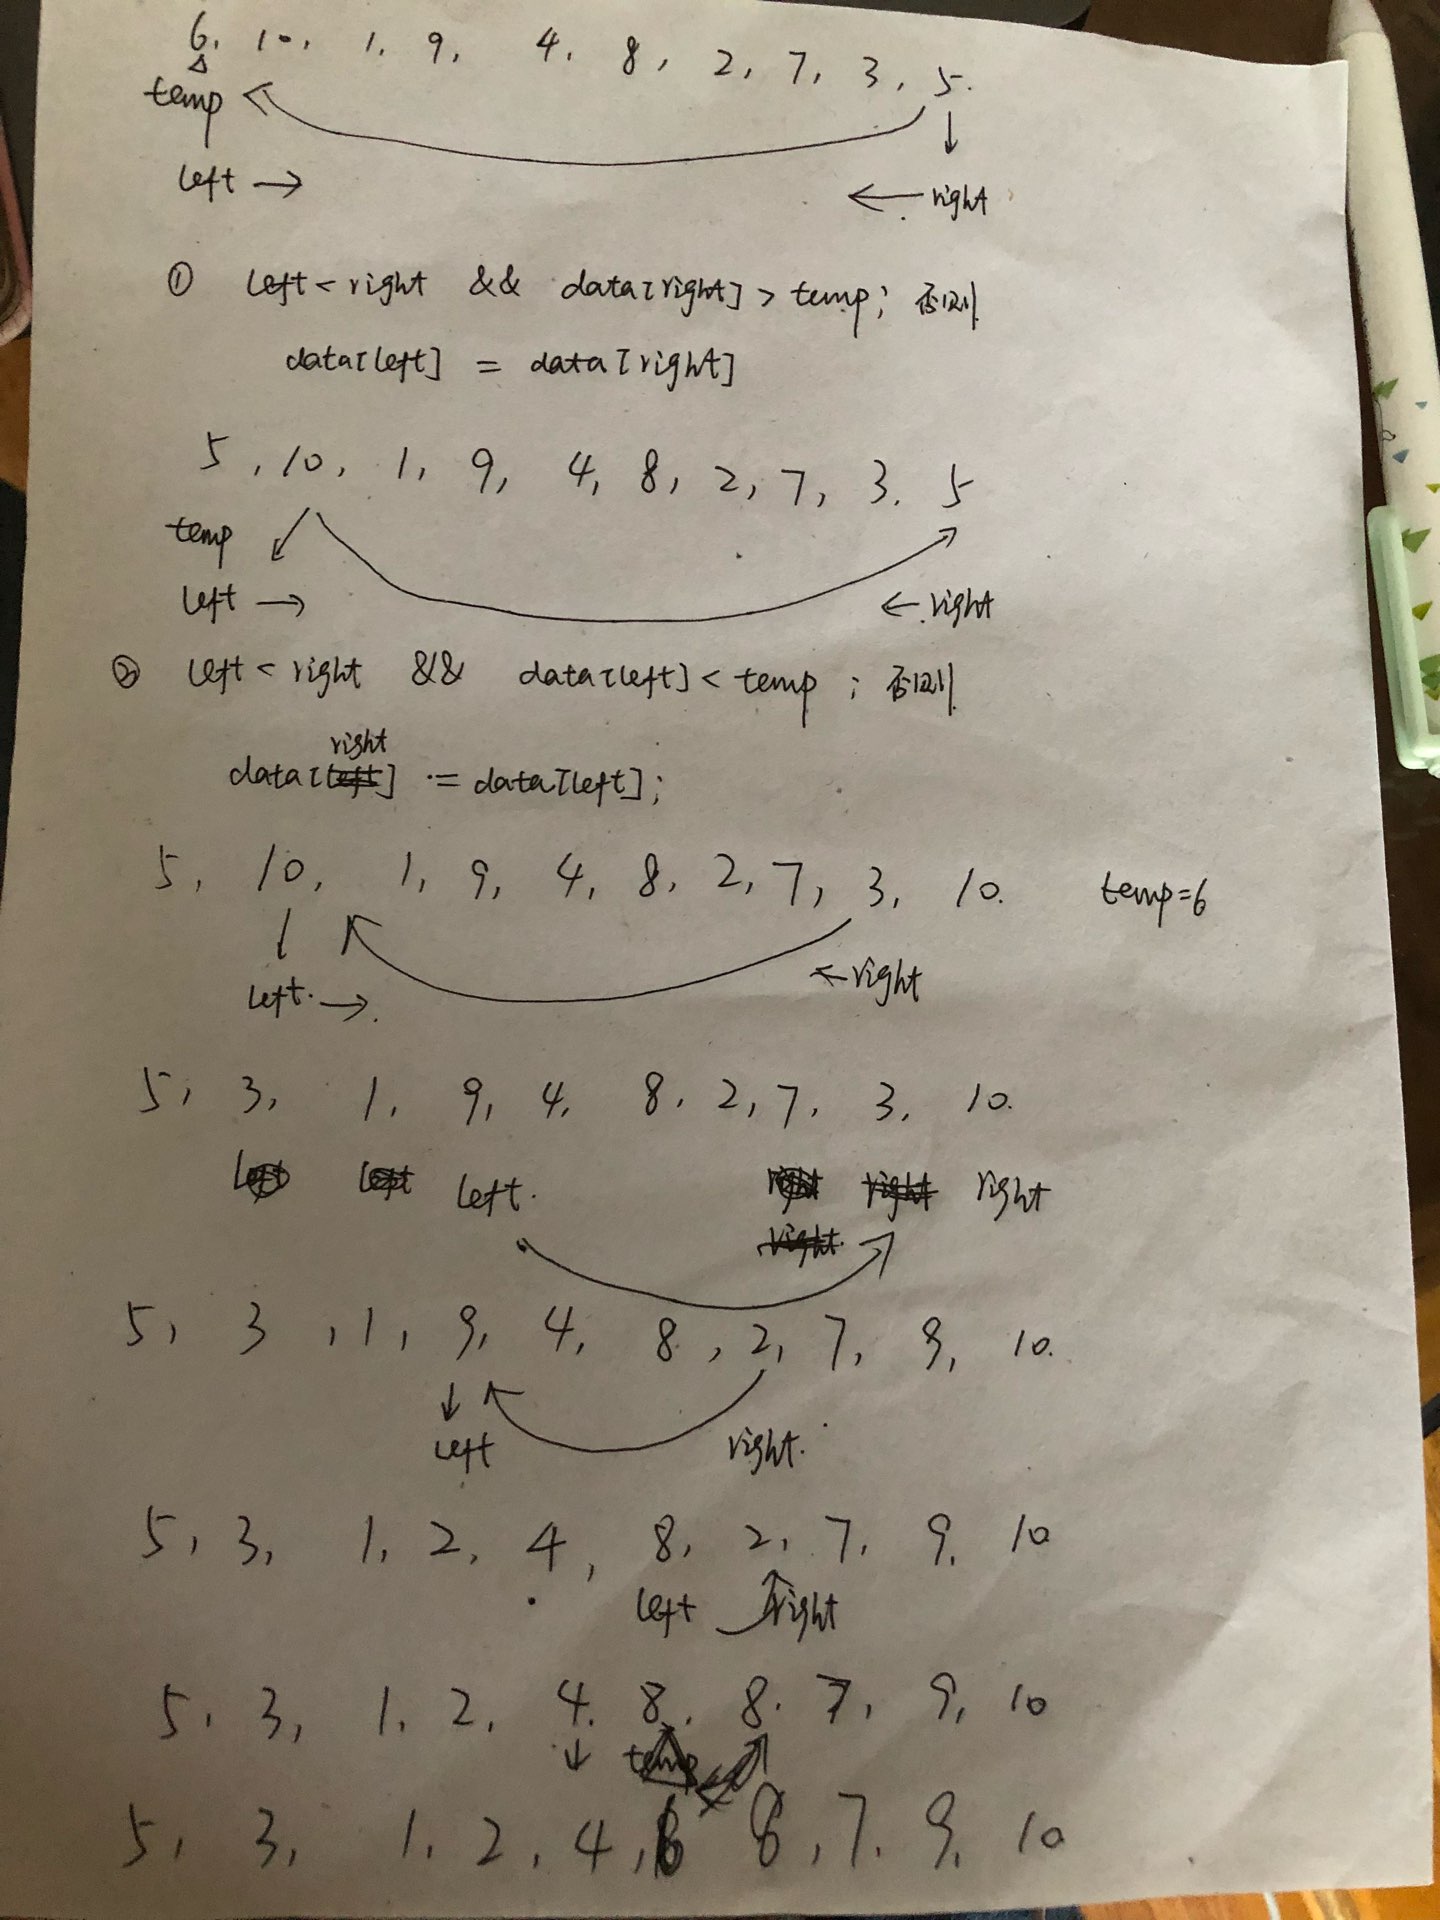 6, 10, 1, 9, 4, 8, 2, 7, 3, 5.
temp
left → ← right
① left < right && data[right] > temp; 否则
data[left] = data[right]
5, 10, 1, 9, 4, 8, 2, 7, 3. 5
temp
left → ← right
② left < right && data[left] < temp; 否则
right
data[left] = data[left];
5, 10, 1, 9, 4, 8, 2, 7, 3, 10. temp=6
left. → ← right
5, 3, 1, 9, 4, 8, 2, 7, 3, 10.
left left left. right right right
right.
5, 3, 1, 9, 4, 8, 2, 7, 9, 10.
left right.
5, 3, 1, 2, 4, 8, 2, 7, 9, 10
left right
5, 3, 1, 2, 4. 8. 8. 7, 9, 10
temp
5, 3, 1, 2, 4, 6 8, 7. 9, 10